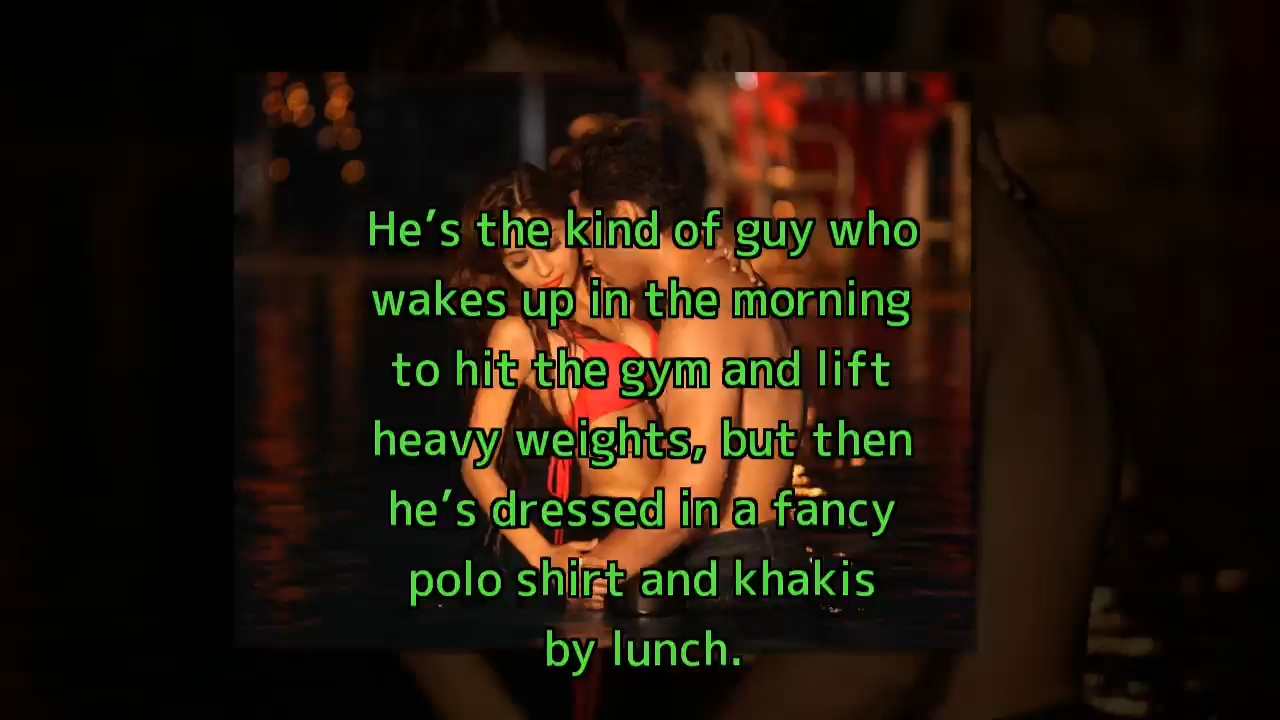 He’s the kind of guy who
wakes up in the morning
to hit the gym and lift
heavy weights, but then
he’s dressed in a fancy
polo shirt and khakis
by lunch.